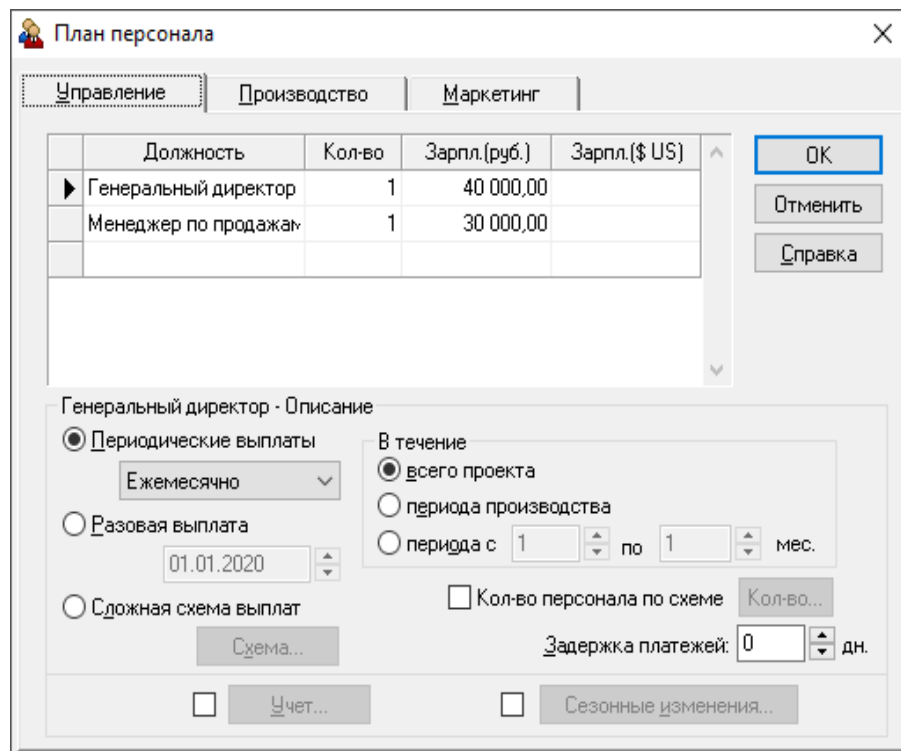 План персонала
Управление Производство Маркетинг
Должность Кол-во Зарпл.(руб.) Зарпл.($ US)
Генеральный директор 1 40 000,00
Менеджер по продажам 1 30 000,00
OK
Отменить
Справка
Генеральный директор - Описание
Периодические выплаты
Ежемесячно
Разовая выплата
01.01.2020
Сложная схема выплат
Схема...
В течение
всего проекта
периода производства
периода с 1 по 1 мес.
Кол-во персонала по схеме Кол-во...
Задержка платежей: 0 дн.
Учет... Сезонные изменения...